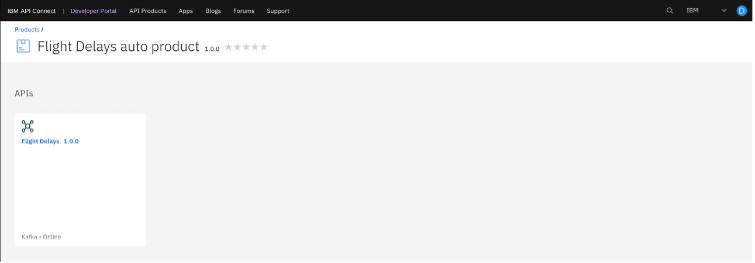 IBM API Connect | Developer Portal API Products Apps Blogs Forums Support IBM D
Products /
Flight Delays auto product 1.0.0
APIs
Flight Delays 1.0.0
Kafka • Online